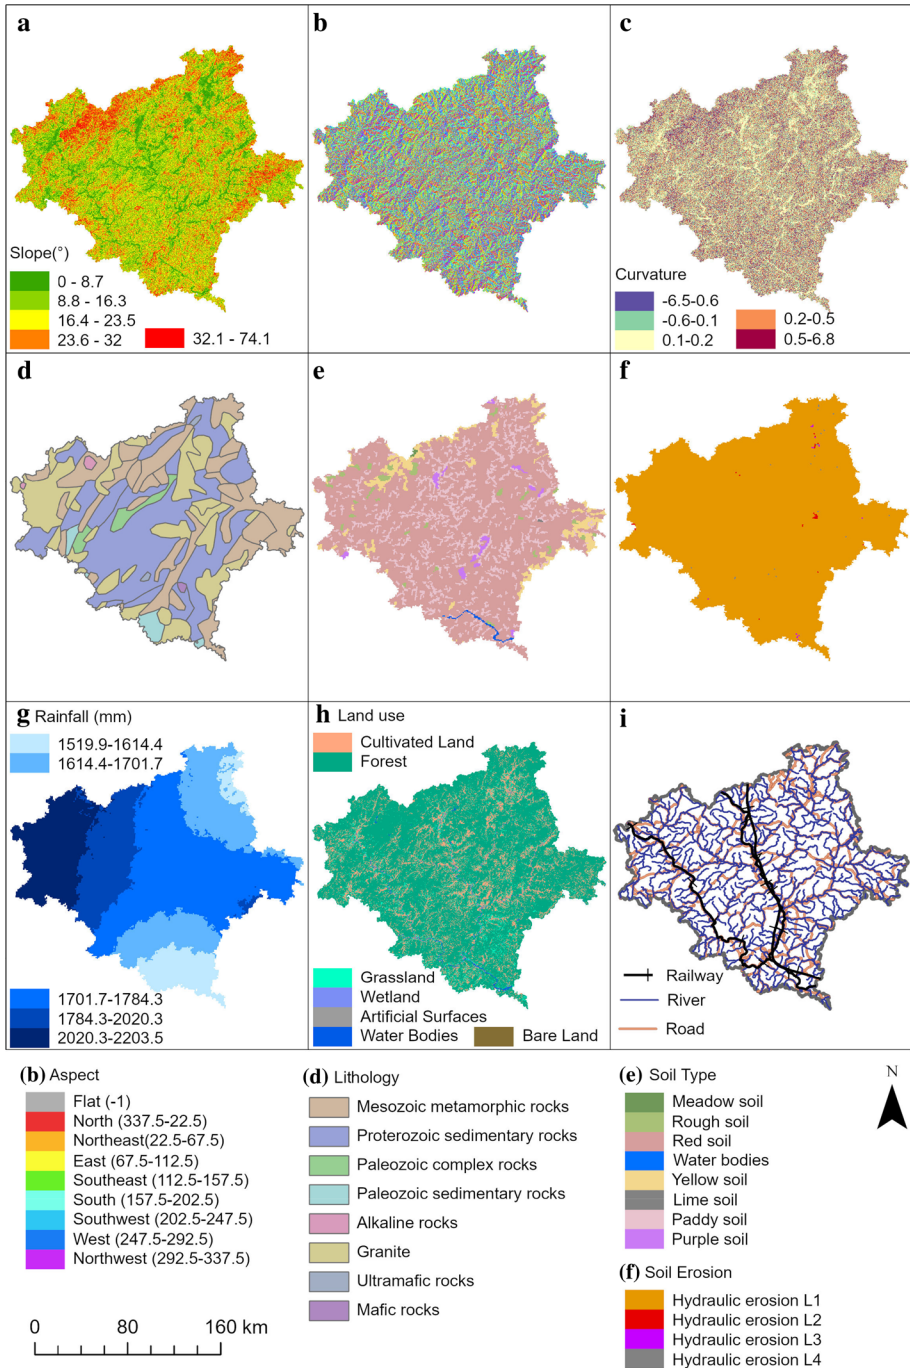 a
b
c
Slope(°)
0 - 8.7
8.8 - 16.3
16.4 - 23.5
23.6 - 32
32.1 - 74.1
Curvature
-6.5-0.6
-0.6-0.1
0.1-0.2
0.2-0.5
0.5-6.8
d
e
f
g Rainfall (mm)
1519.9-1614.4
1614.4-1701.7
1701.7-1784.3
1784.3-2020.3
2020.3-2203.5
h Land use
Cultivated Land
Forest
Grassland
Wetland
Artificial Surfaces
Water Bodies
Bare Land
i
Railway
River
Road
(b) Aspect
Flat (-1)
North (337.5-22.5)
Northeast(22.5-67.5)
East (67.5-112.5)
Southeast (112.5-157.5)
South (157.5-202.5)
Southwest (202.5-247.5)
West (247.5-292.5)
Northwest (292.5-337.5)
0 80 160 km
(d) Lithology
Mesozoic metamorphic rocks
Proterozoic sedimentary rocks
Paleozoic complex rocks
Paleozoic sedimentary rocks
Alkaline rocks
Granite
Ultramafic rocks
Mafic rocks
(e) Soil Type
Meadow soil
Rough soil
Red soil
Water bodies
Yellow soil
Lime soil
Paddy soil
Purple soil
(f) Soil Erosion
Hydraulic erosion L1
Hydraulic erosion L2
Hydraulic erosion L3
Hydraulic erosion L4
N